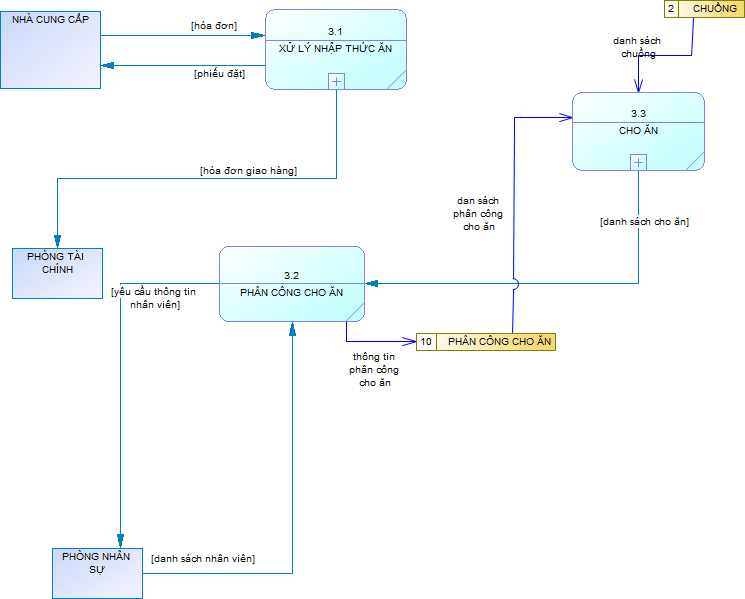 NHÀ CUNG CẤP
[hóa đơn]
[phiếu đặt]
3.1
XỬ LÝ NHẬP THỨC ĂN
2 CHUỒNG
danh sách
chuồng
3.3
CHO ĂN
[hóa đơn giao hàng]
dan sách
phân công
cho ăn
[danh sách cho ăn]
PHÒNG TÀI
CHÍNH
[yêu cầu thông tin
nhân viên]
3.2
PHÂN CÔNG CHO ĂN
10 PHÂN CÔNG CHO ĂN
thông tin
phân công
cho ăn
PHÒNG NHÂN
SỰ
[danh sách nhân viên]